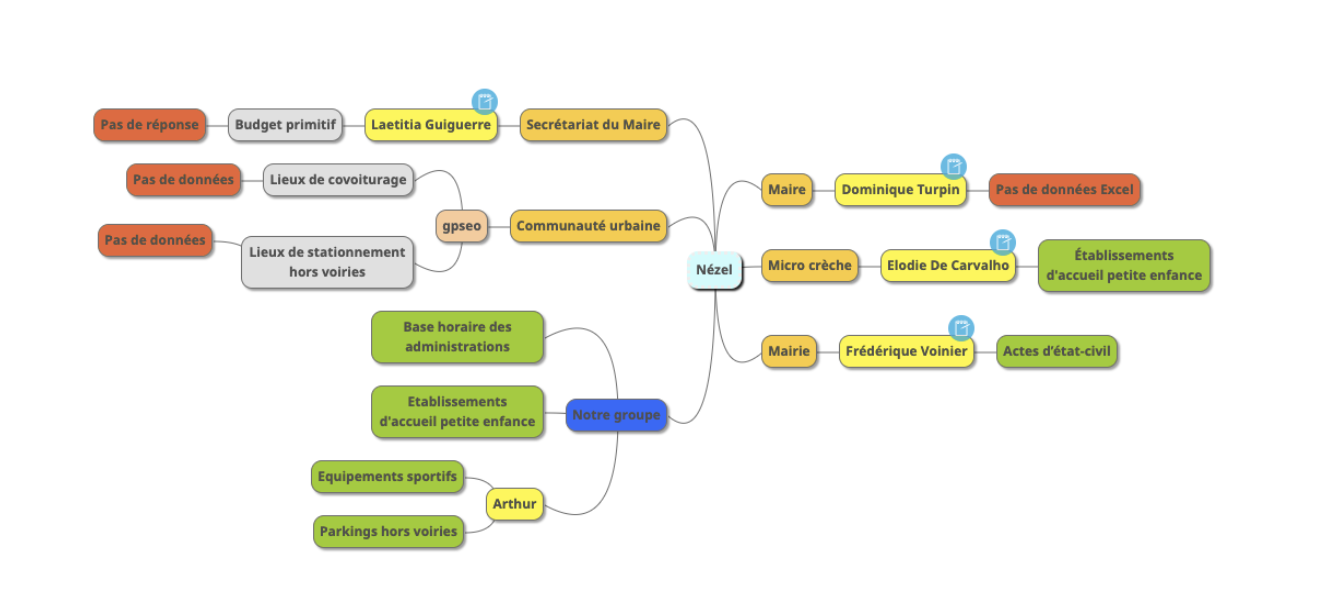 Pas de réponse
Budget primitif
Laetitia Guiguerre
Secrétariat du Maire
Pas de données
Lieux de covoiturage
Pas de données
Lieux de stationnement
hors voiries
gpseo
Communauté urbaine
Nézel
Maire
Dominique Turpin
Pas de données Excel
Micro crèche
Elodie De Carvalho
Établissements
d'accueil petite enfance
Mairie
Frédérique Voinier
Actes d'état-civil
Base horaire des
administrations
Etablissements
d'accueil petite enfance
Notre groupe
Equipements sportifs
Arthur
Parkings hors voiries